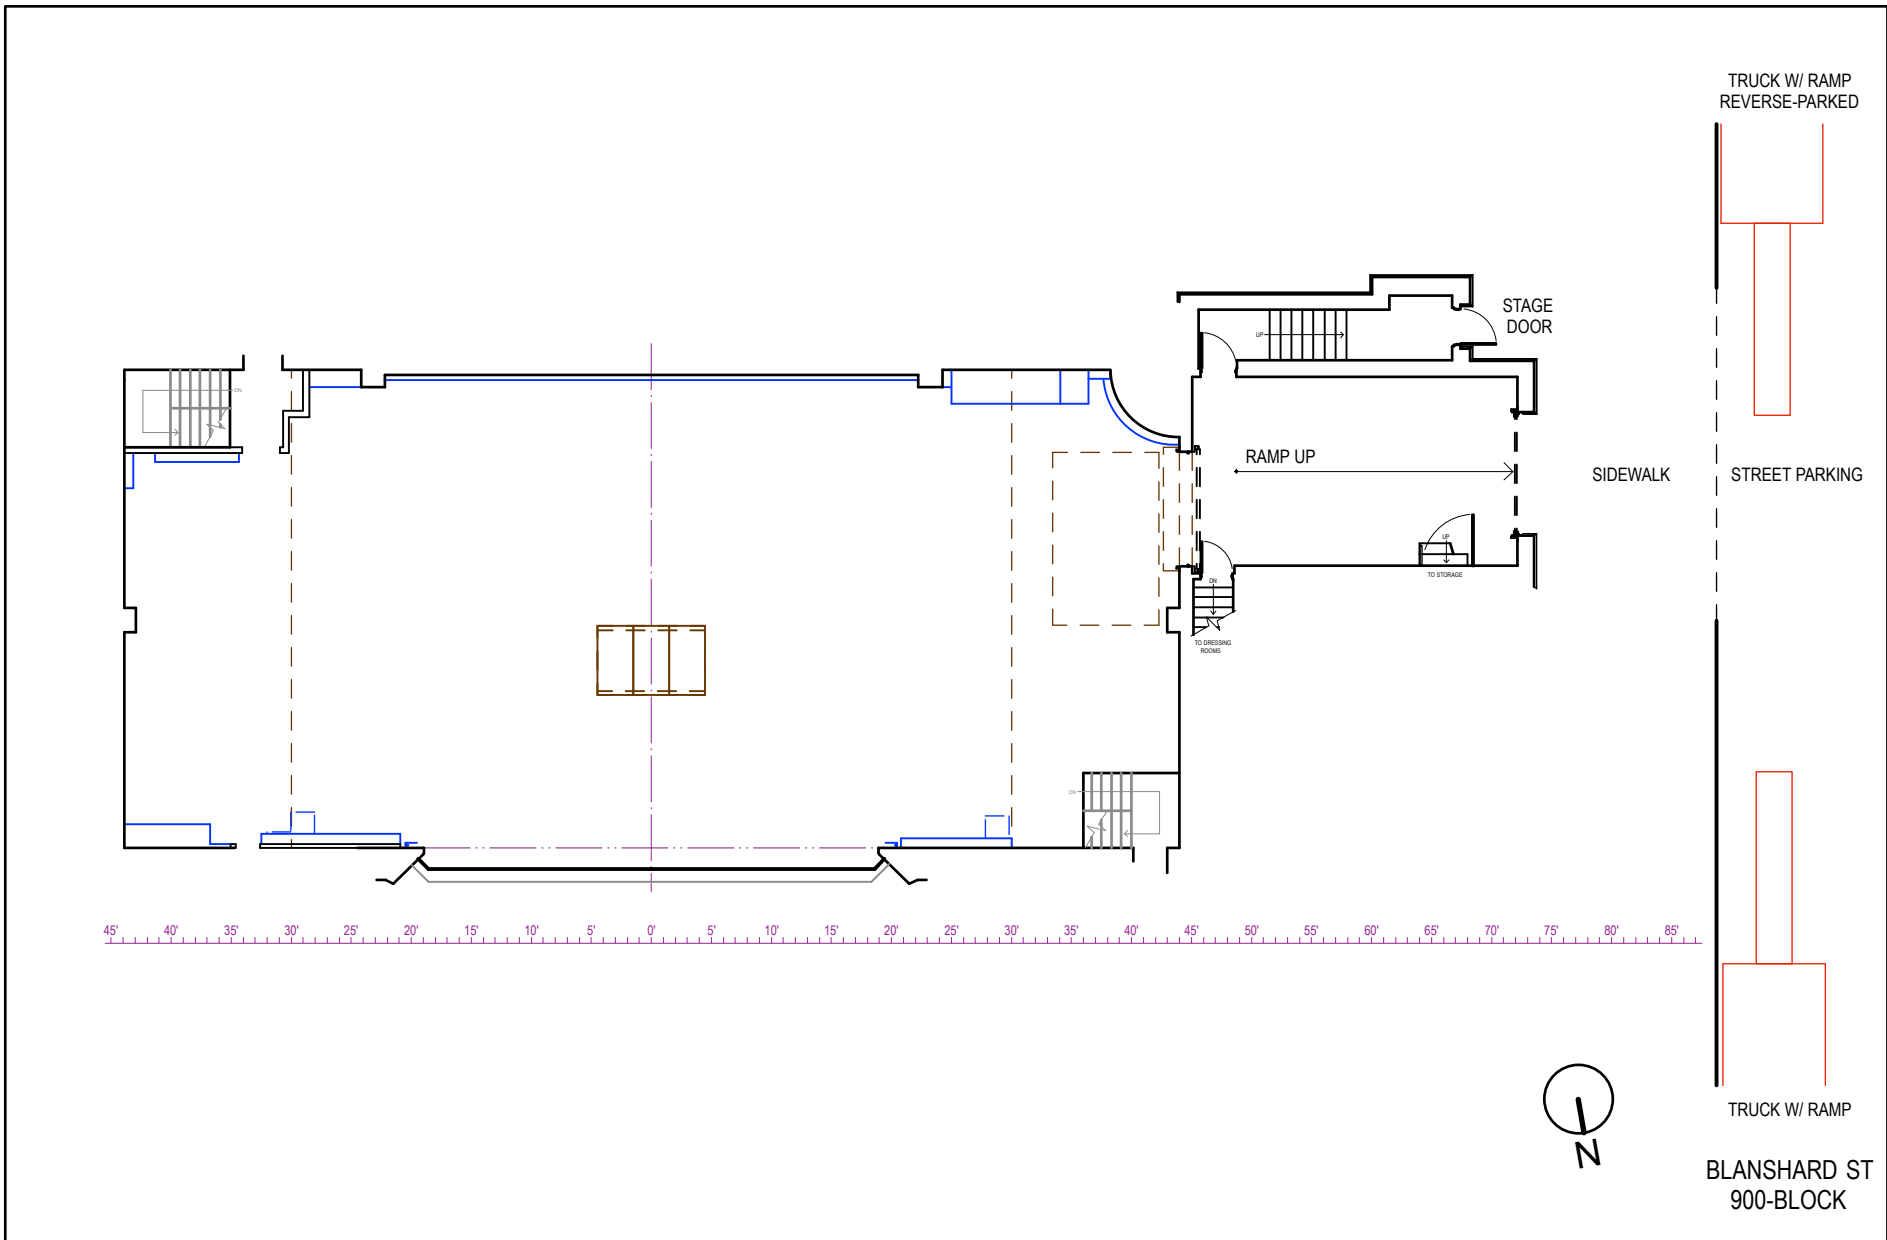 TRUCK W/ RAMP
REVERSE-PARKED
STAGE
DOOR
UP
DN
RAMP UP
SIDEWALK
STREET PARKING
UP
TO STORAGE
DN
TO DRESSING
ROOMS
DN
45' 40' 35' 30' 25' 20' 15' 10' 5' 0' 5' 10' 15' 20' 25' 30' 35' 40' 45' 50' 55' 60' 65' 70' 75' 80' 85'
TRUCK W/ RAMP
N
BLANSHARD ST
900-BLOCK